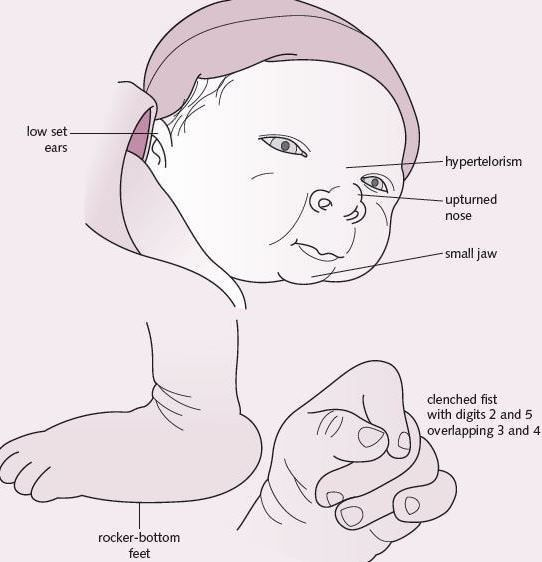 low set
ears
hypertelorism
upturned
nose
small jaw
clenched fist
with digits 2 and 5
overlapping 3 and 4
rocker-bottom
feet